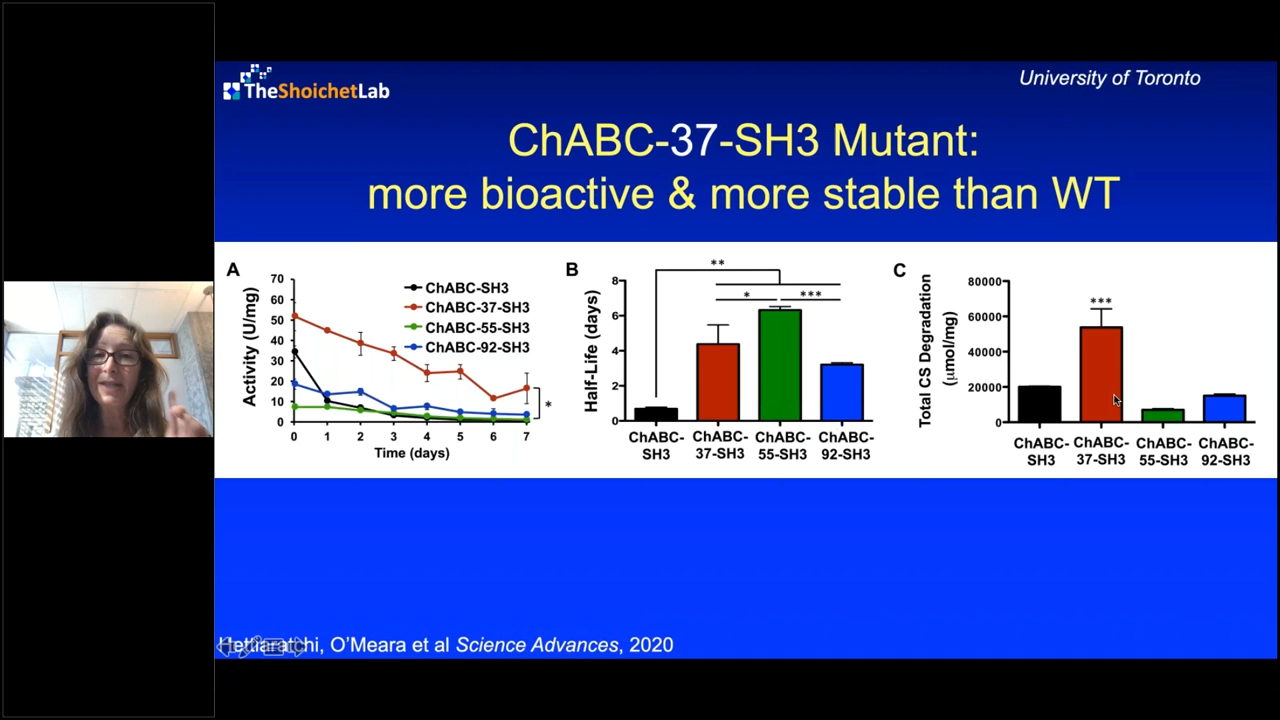 TheShoichetLab
University of Toronto
ChABC-37-SH3 Mutant:
more bioactive & more stable than WT
A
Activity (U/mg)
70
60
50
40
30
20
10
0
0 1 2 3 4 5 6 7
Time (days)
ChABC-SH3
ChABC-37-SH3
ChABC-55-SH3
ChABC-92-SH3
*
B
Half-Life (days)
8
6
4
2
0
**
* ***
ChABC-SH3
ChABC-37-SH3
ChABC-55-SH3
ChABC-92-SH3
C
Total CS Degradation
(µmol/mg)
80000
60000
40000
20000
0
***
ChABC-SH3
ChABC-37-SH3
ChABC-55-SH3
ChABC-92-SH3
Hettiaratchi, O'Meara et al Science Advances, 2020